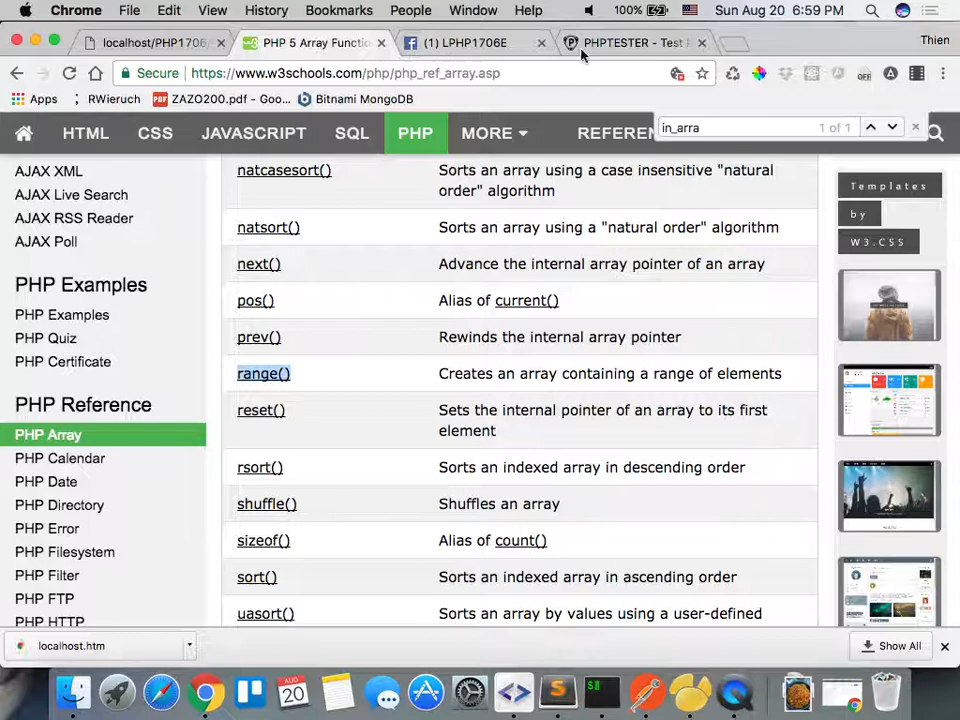 Chrome File Edit View History Bookmarks People Window Help 100% Sun Aug 20 6:59 PM
localhost/PHP1706/ PHP 5 Array Functio (1) LPHP1706E PHPTESTER - Test P Thien
Secure https://www.w3schools.com/php/php_ref_array.asp
Apps RWieruch ZAZO200.pdf - Goo... Bitnami MongoDB
HTML CSS JAVASCRIPT SQL PHP MORE REFEREN
in_arra 1 of 1
AJAX XML
AJAX Live Search
AJAX RSS Reader
AJAX Poll
PHP Examples
PHP Examples
PHP Quiz
PHP Certificate
PHP Reference
PHP Array
PHP Calendar
PHP Date
PHP Directory
PHP Error
PHP Filesystem
PHP Filter
PHP FTP
PHP HTTP
natcasesort() Sorts an array using a case insensitive "natural
order" algorithm
natsort() Sorts an array using a "natural order" algorithm
next() Advance the internal array pointer of an array
pos() Alias of current()
prev() Rewinds the internal array pointer
range() Creates an array containing a range of elements
reset() Sets the internal pointer of an array to its first
element
rsort() Sorts an indexed array in descending order
shuffle() Shuffles an array
sizeof() Alias of count()
sort() Sorts an indexed array in ascending order
uasort() Sorts an array by values using a user-defined
Templates
by
W3.CSS
localhost.htm Show All
AUG
20